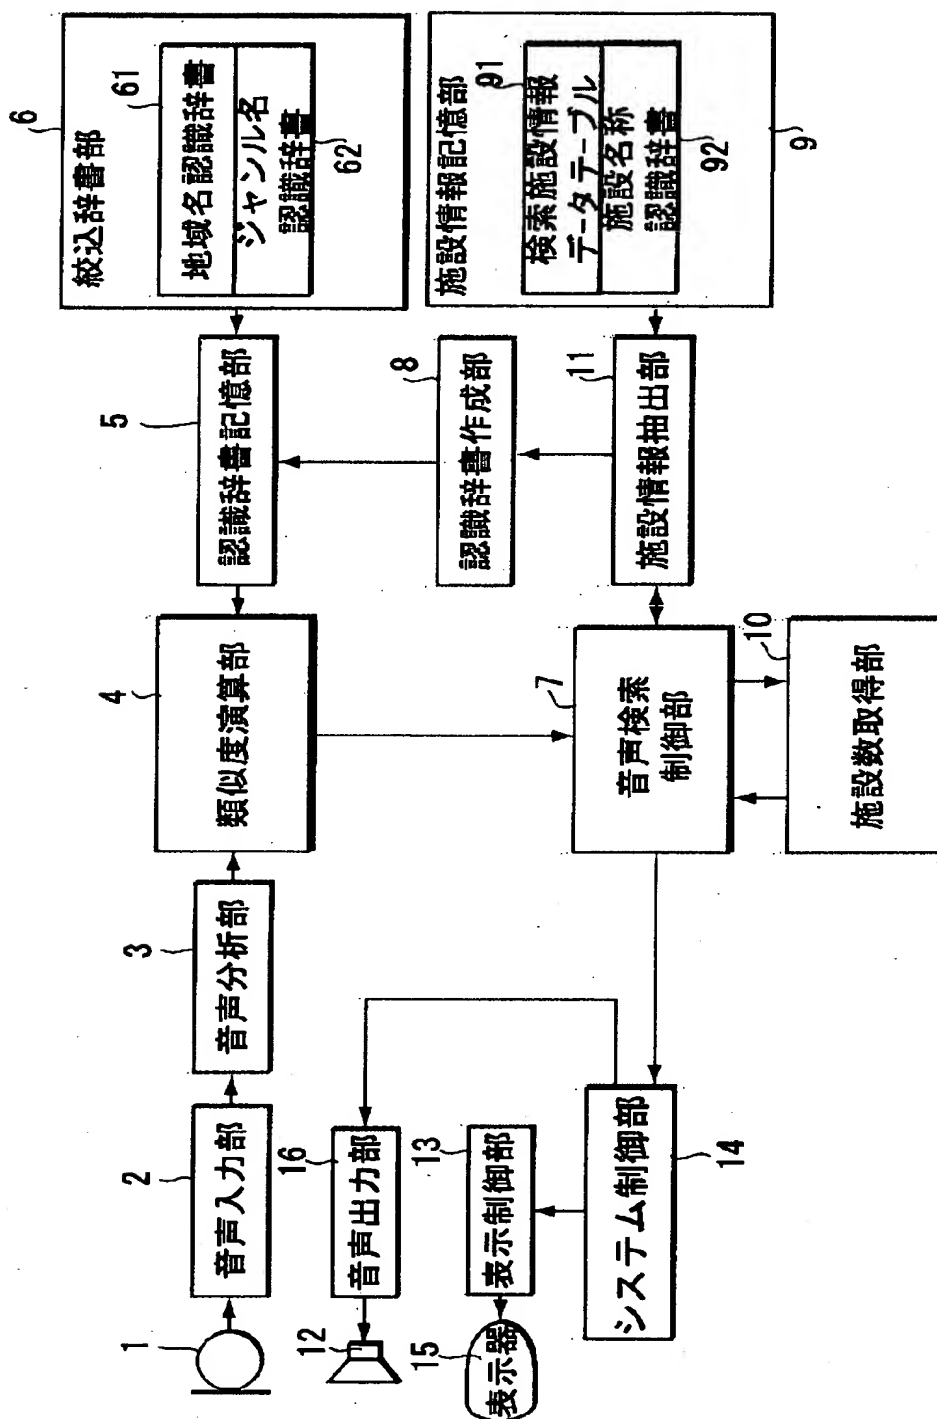 1
2
音声入力部
3
音声分析部
4
類似度演算部
5
認識辞書記憶部
6
絞込辞書部
61
地域名認識辞書
ジャンル名
認識辞書
62
16
音声出力部
12
13
表示制御部
15
表示器
システム制御部
14
7
音声検索
制御部
10
施設数取得部
8
認識辞書作成部
11
施設情報抽出部
施設情報記憶部
91
検索施設情報
データテーブル
施設名称
認識辞書
92
9